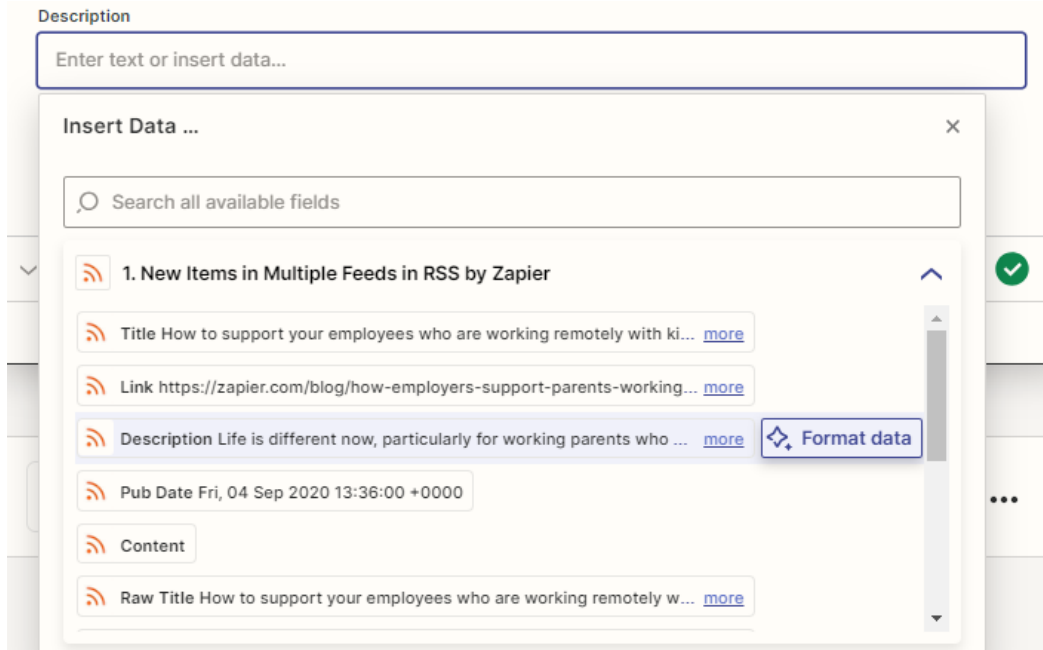 Description
Enter text or insert data...
Insert Data ...
Search all available fields
1. New Items in Multiple Feeds in RSS by Zapier
Title How to support your employees who are working remotely with ki... more
Link https://zapier.com/blog/how-employers-support-parents-working... more
Description Life is different now, particularly for working parents who ... more Format data
Pub Date Fri, 04 Sep 2020 13:36:00 +0000
Content
Raw Title How to support your employees who are working remotely w... more